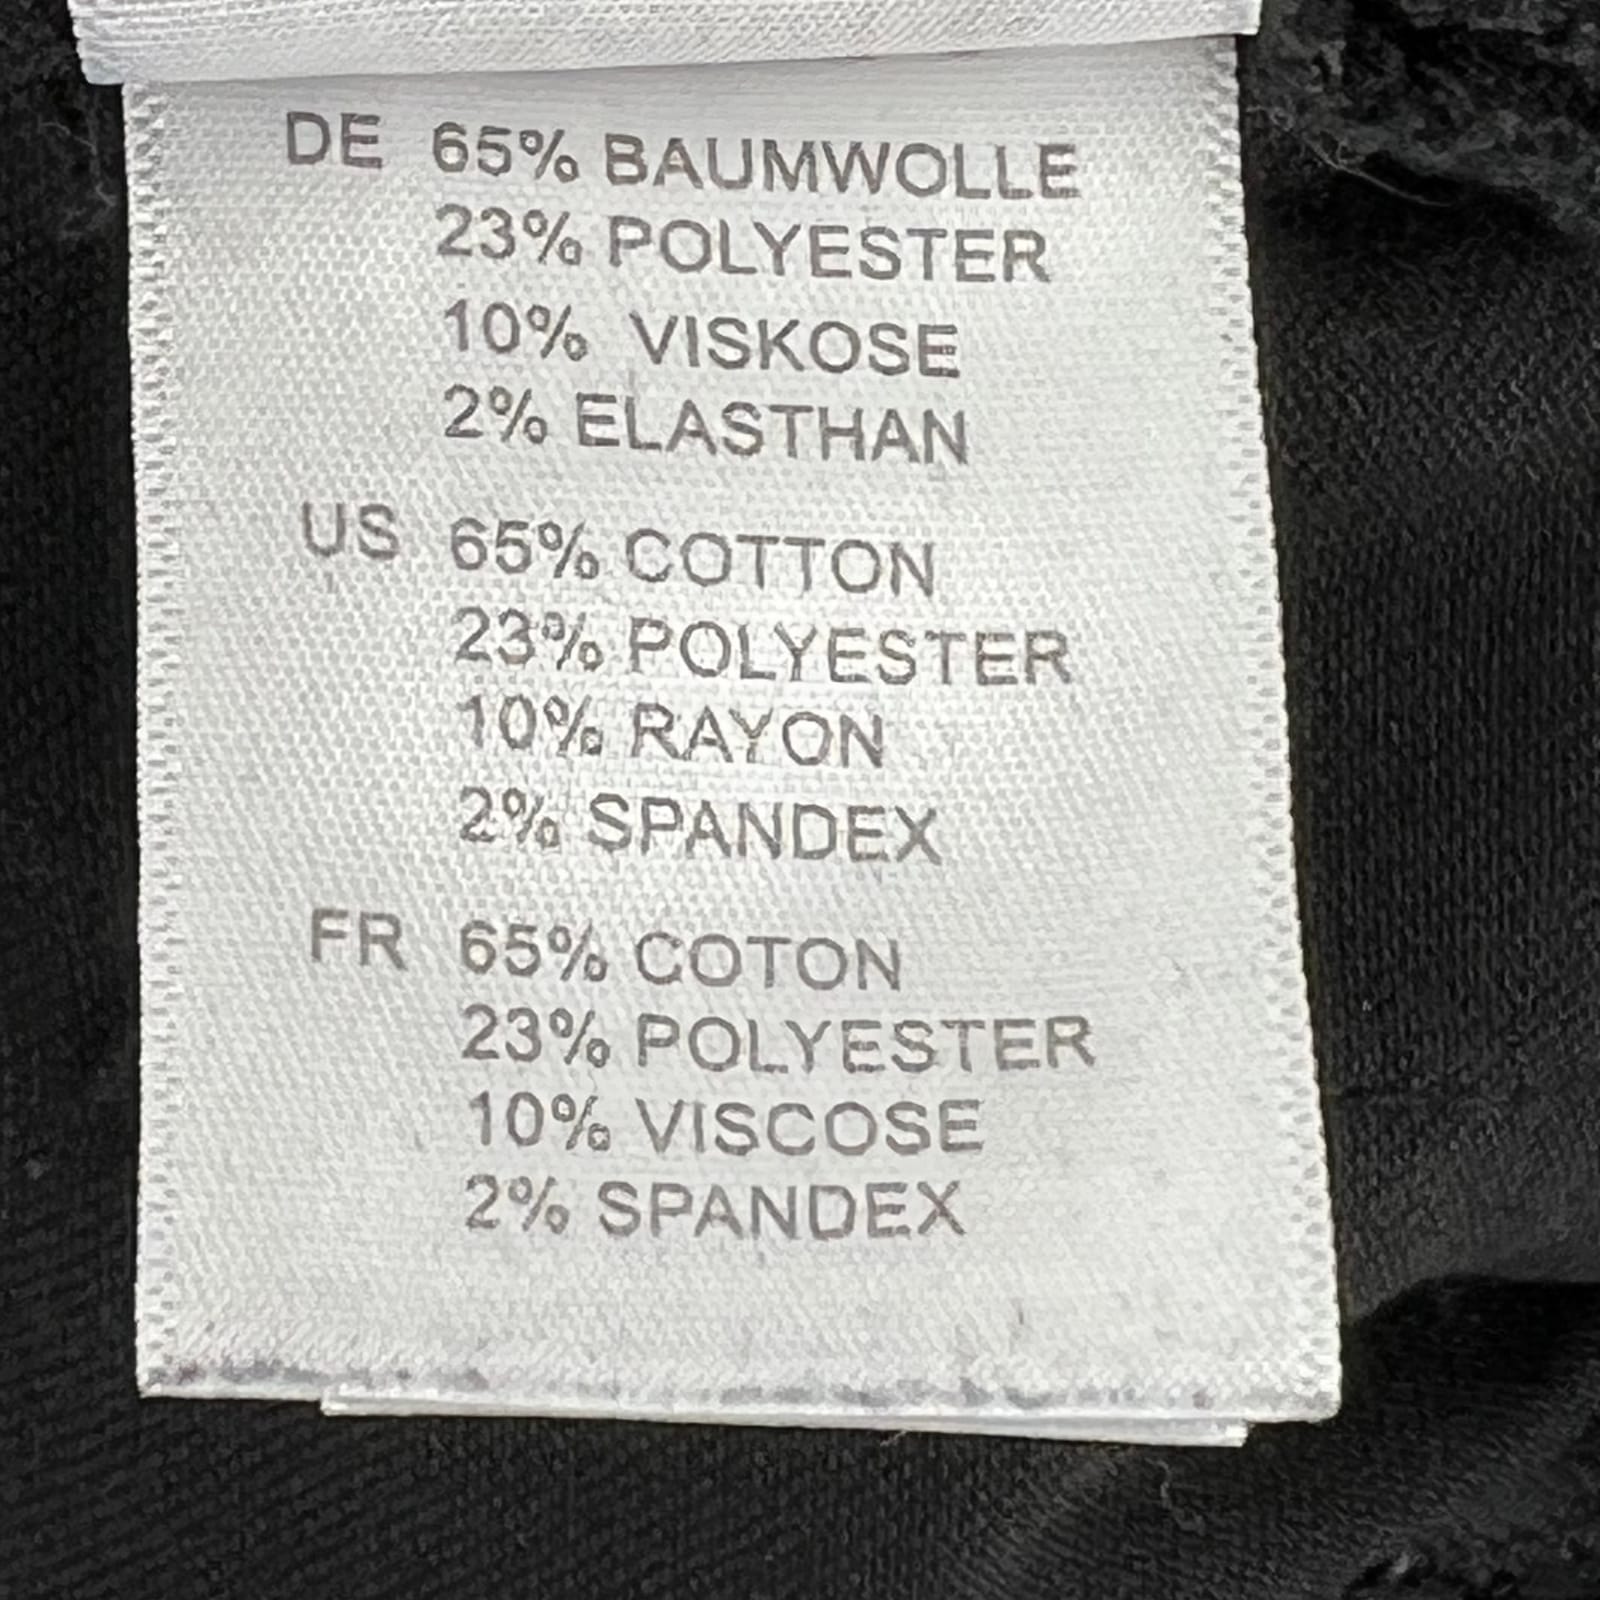 DE 65% BAUMWOLLE
23% POLYESTER
10% VISKOSE
2% ELASTHAN
US 65% COTTON
23% POLYESTER
10% RAYON
2% SPANDEX
FR 65% COTON
23% POLYESTER
10% VISCOSE
2% SPANDEX